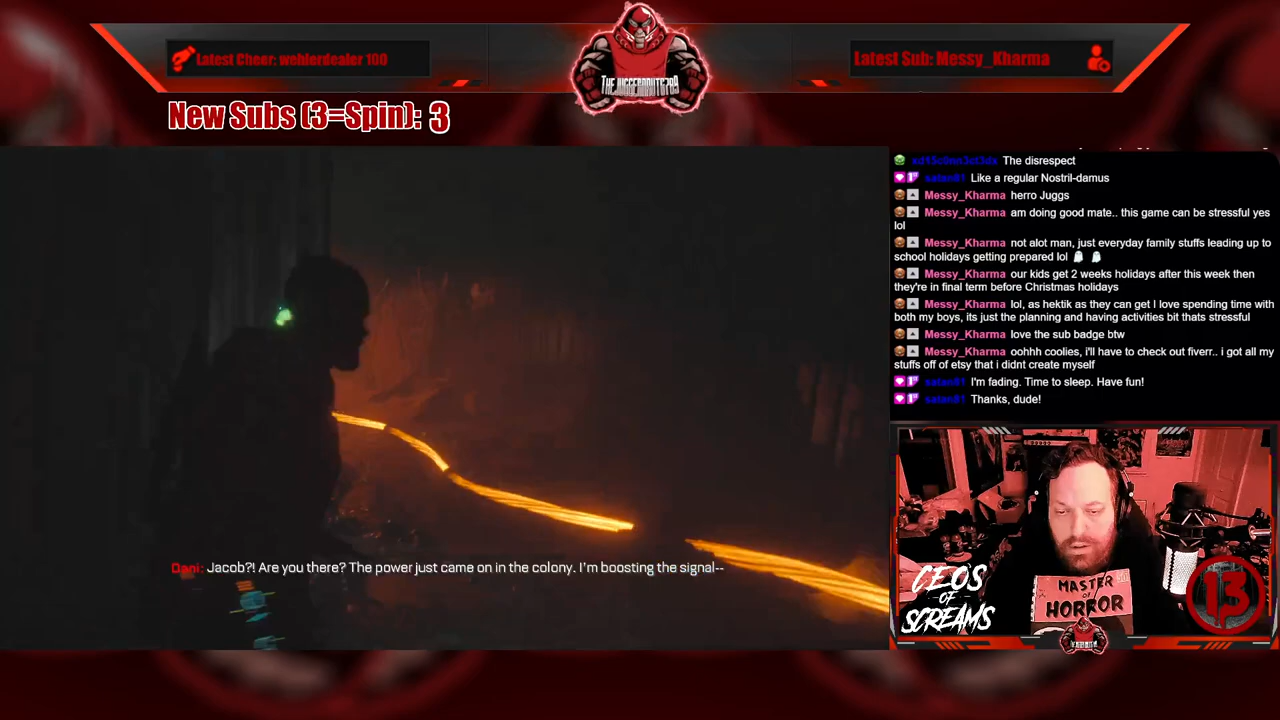 Latest Cheer: wehlerdealer 100
THEJUGGERNAUT6789
Latest Sub: Messy_Kharma
New Subs (3=Spin): 3
The disrespect
satan81 Like a regular Nostril-damus
Messy_Kharma herro Juggs
Messy_Kharma am doing good mate.. this game can be stressful yes
lol
Messy_Kharma not alot man, just everyday family stuffs leading up to
school holidays getting prepared lol
Messy_Kharma our kids get 2 weeks holidays after this week then
they're in final term before Christmas holidays
Messy_Kharma lol, as hektik as they can get I love spending time with
both my boys, its just the planning and having activities bit thats stressful
Messy_Kharma love the sub badge btw
Messy_Kharma oohhh coolies, i'll have to check out fiverr.. i got all my
stuffs off of etsy that i didnt create myself
satan81 I'm fading. Time to sleep. Have fun!
satan81 Thanks, dude!
Dani: Jacob?! Are you there? The power just came on in the colony. I'm boosting the signal--
CEOS
OF
SCREAMS
MASTER
OF
HORROR
13